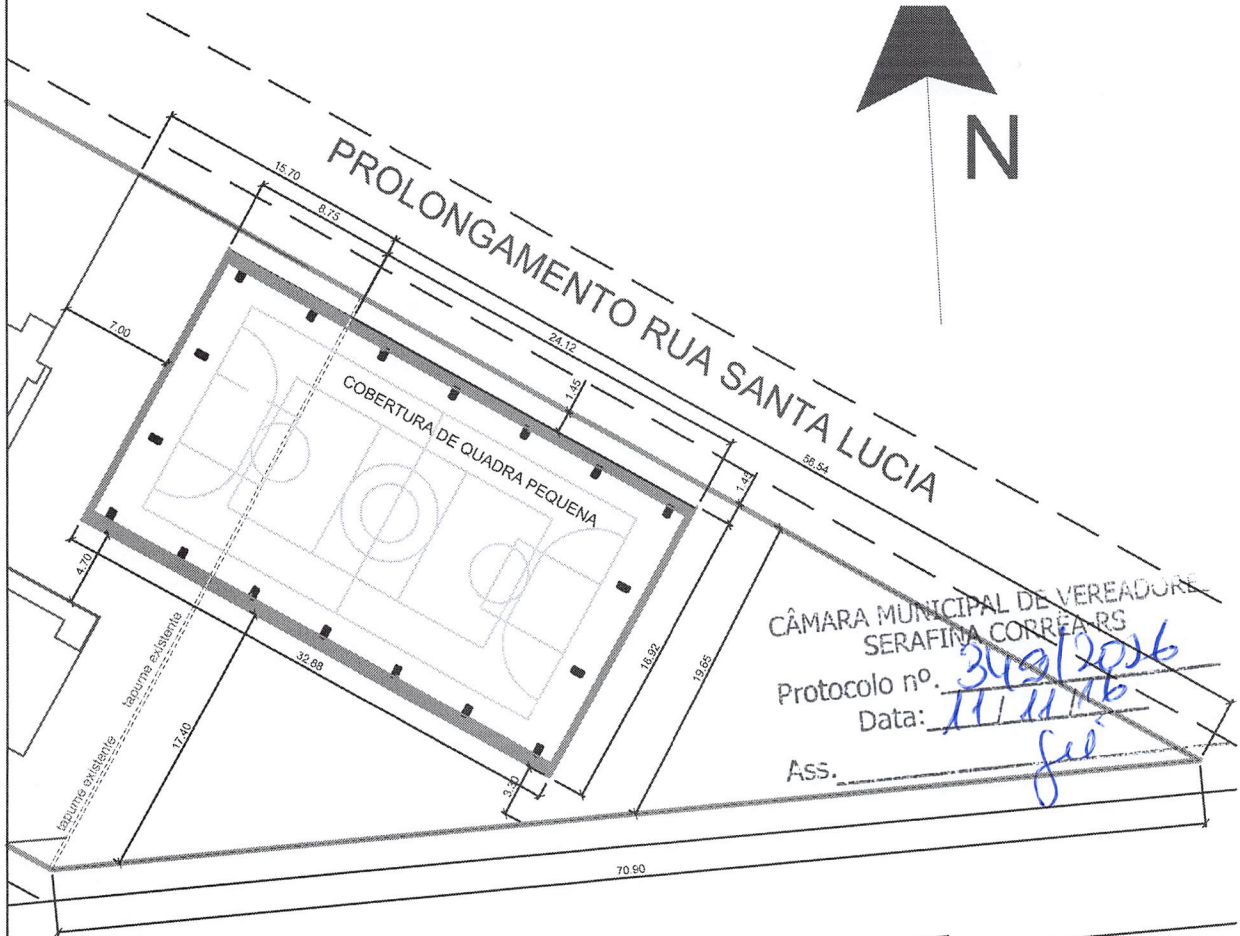 N
PROLONGAMENTO RUA SANTA LUCIA
15.70
8.75
7.00
24.12
1.45
COBERTURA DE QUADRA PEQUENA
56.54
1.45
4.70
tapume existente
32.68
16.92
19.65
17.40
tapume existente
3.30
CÂMARA MUNICIPAL DE VEREADORE
SERAFINA CORRÊA-RS
Protocolo nº. 349/2016
Data: 11/11/16
Ass.
70.90